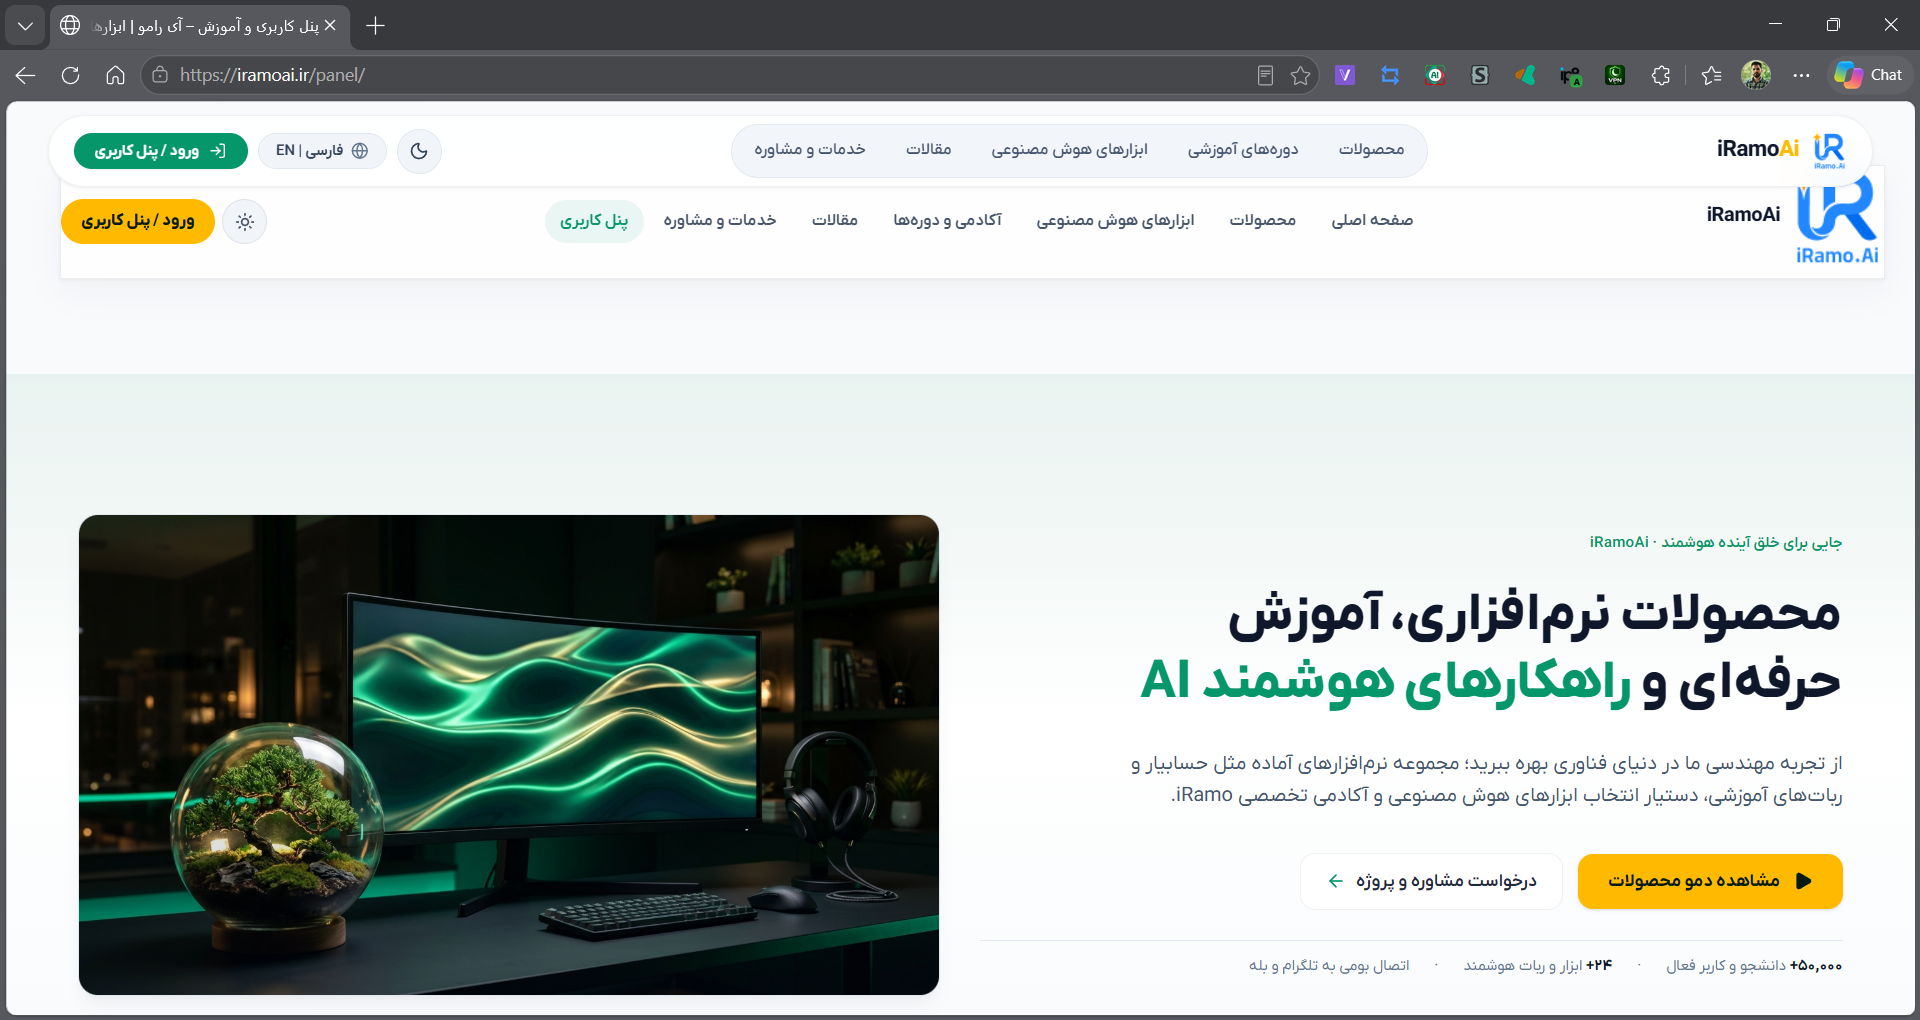 پنل کاربری و آموزش – آی رامو | ابزارها
https://iramoai.ir/panel/
Chat
iRamoAi
iRamo.Ai
محصولات
دوره‌های آموزشی
ابزارهای هوش مصنوعی
مقالات
خدمات و مشاوره
فارسی | EN
ورود / پنل کاربری
iRamo.Ai
iRamoAi
صفحه اصلی
محصولات
ابزارهای هوش مصنوعی
آکادمی و دوره‌ها
مقالات
خدمات و مشاوره
پنل کاربری
ورود / پنل کاربری
جایی برای خلق آینده هوشمند · iRamoAi
محصولات نرم‌افزاری، آموزش
حرفه‌ای و راهکارهای هوشمند AI
از تجربه مهندسی ما در دنیای فناوری بهره ببرید؛ مجموعه نرم‌افزارهای آماده مثل حسابیار و
ربات‌های آموزشی، دستیار انتخاب ابزارهای هوش مصنوعی و آکادمی تخصصی iRamo.
مشاهده دمو محصولات
درخواست مشاوره و پروژه
+۵۰,۰۰۰ دانشجو و کاربر فعال · +۲۴ ابزار و ربات هوشمند · اتصال بومی به تلگرام و بله